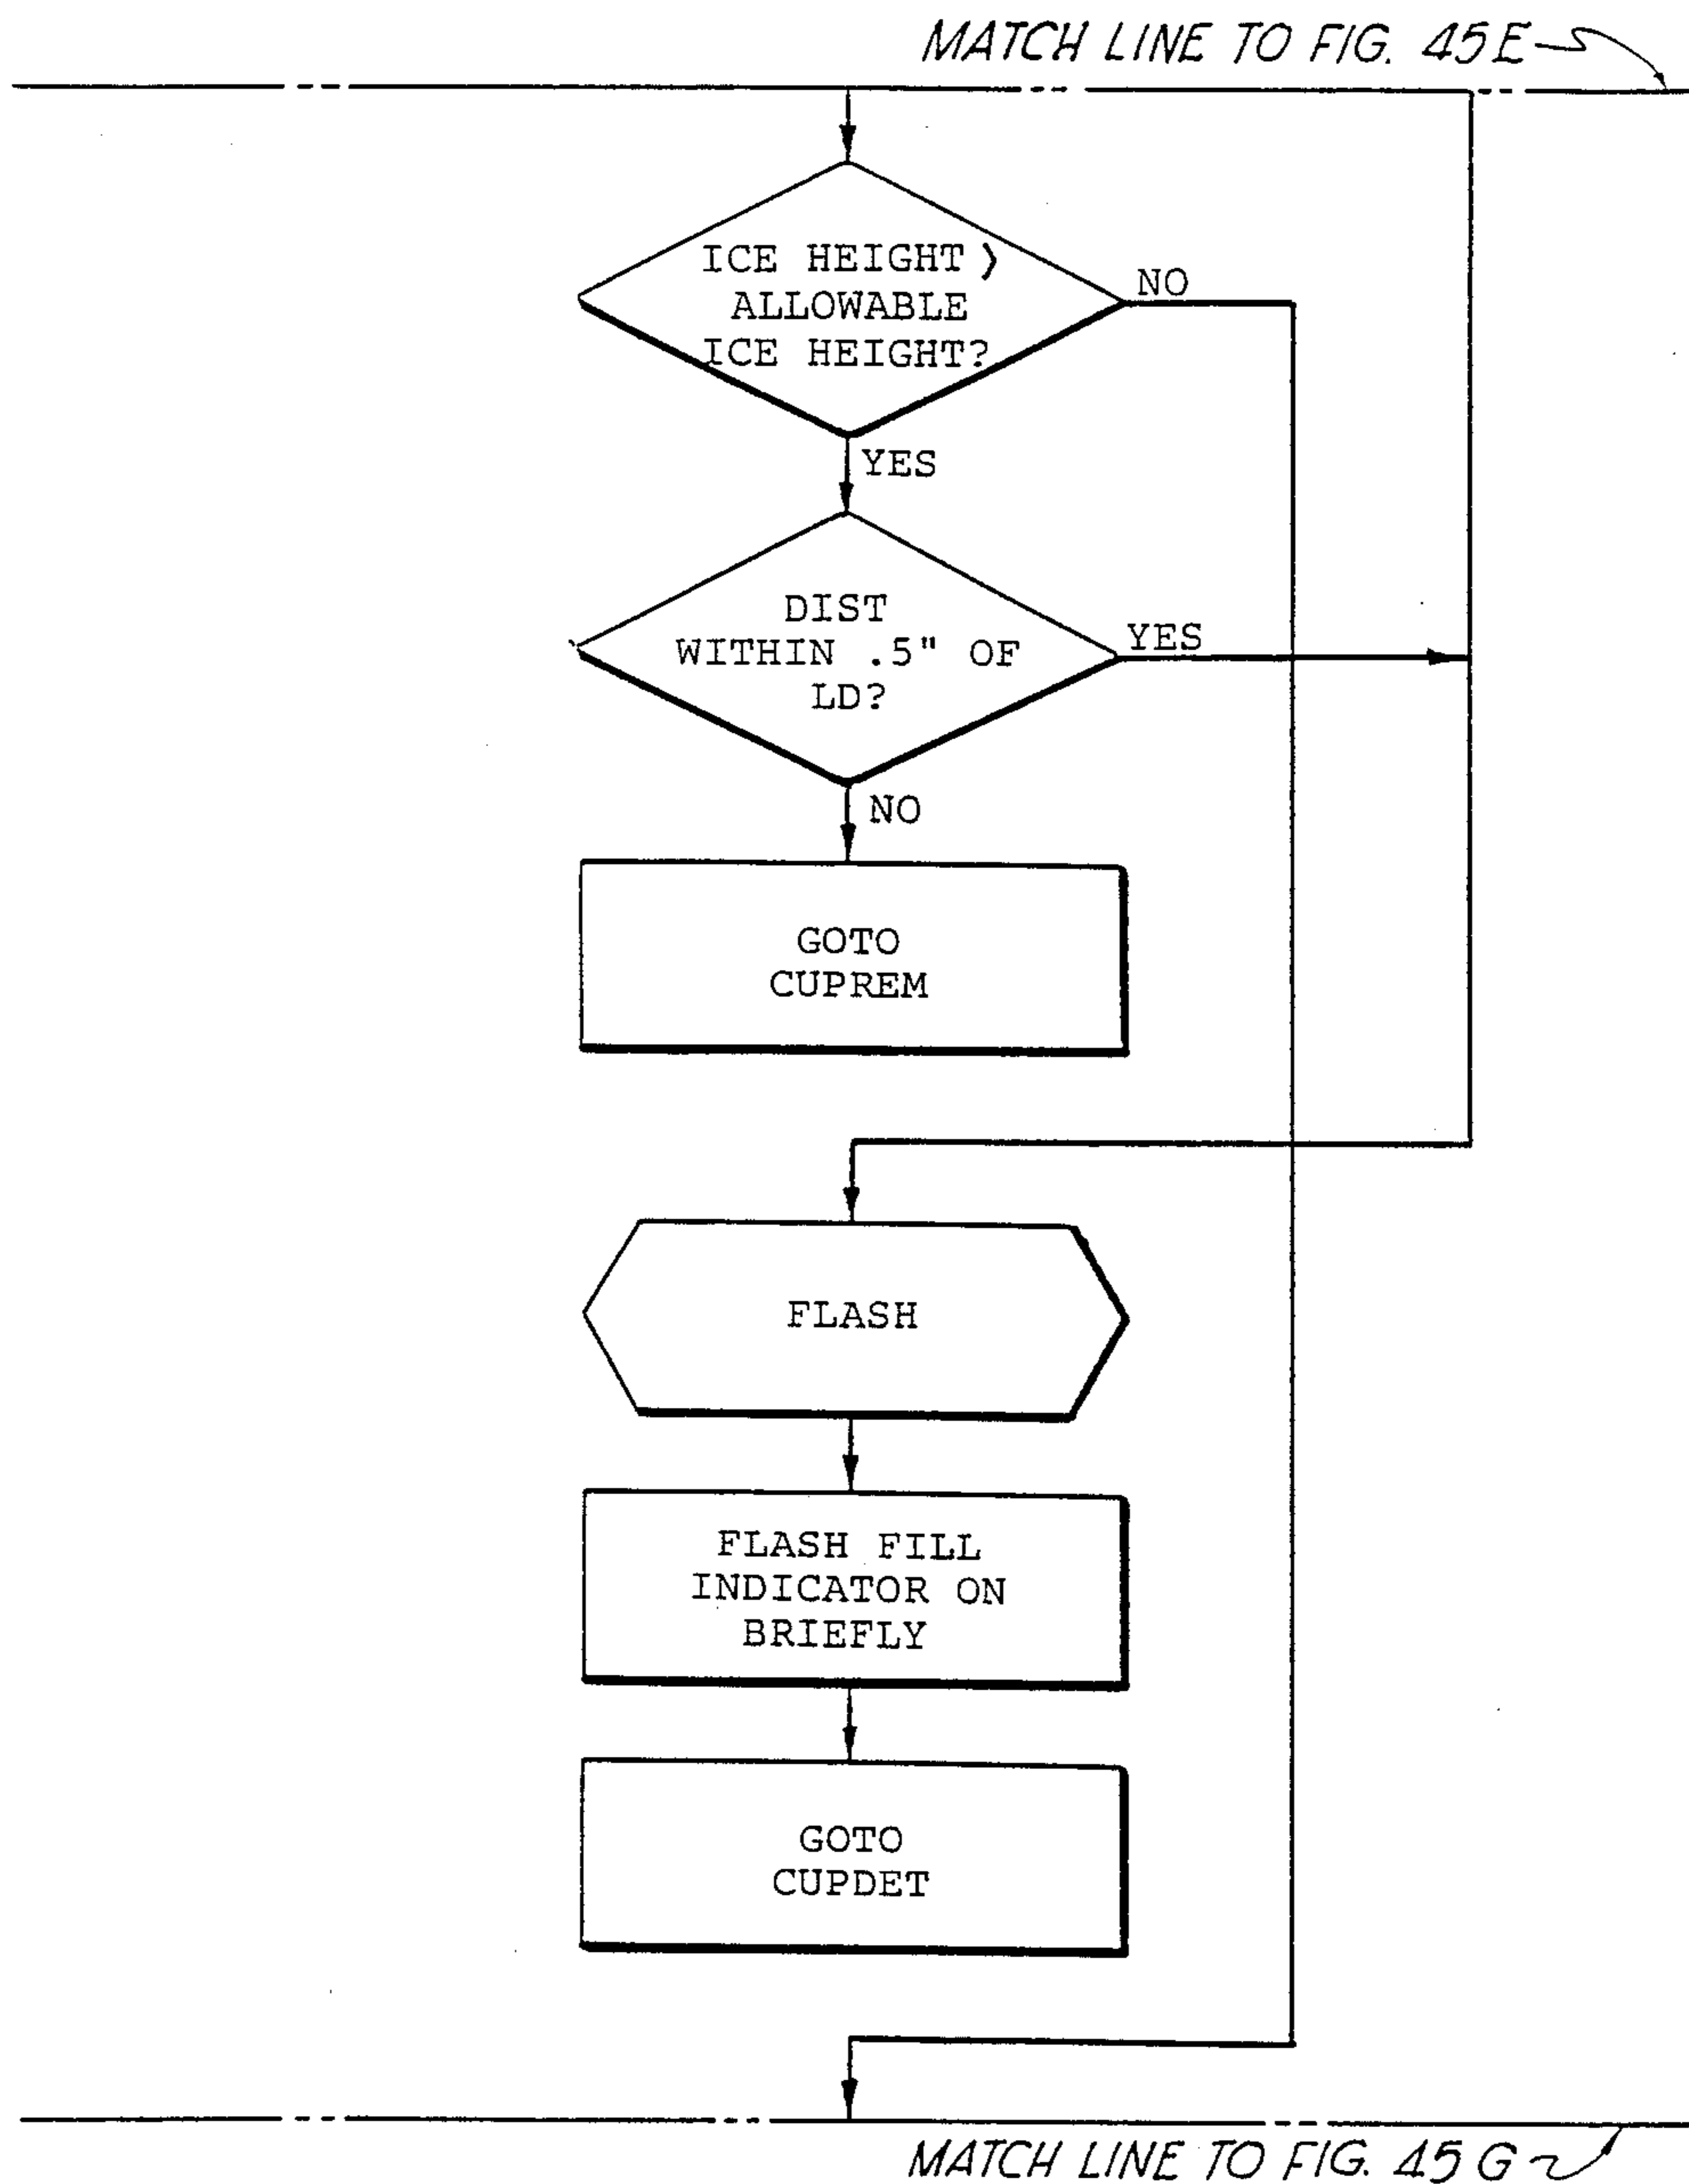 MATCH LINE TO FIG. 45E
ICE HEIGHT >
ALLOWABLE
ICE HEIGHT?
NO
YES
DIST
WITHIN .5" OF
LD?
YES
NO
GOTO
CUPREM
FLASH
FLASH FILL
INDICATOR ON
BRIEFLY
GOTO
CUPDET
MATCH LINE TO FIG. 45G